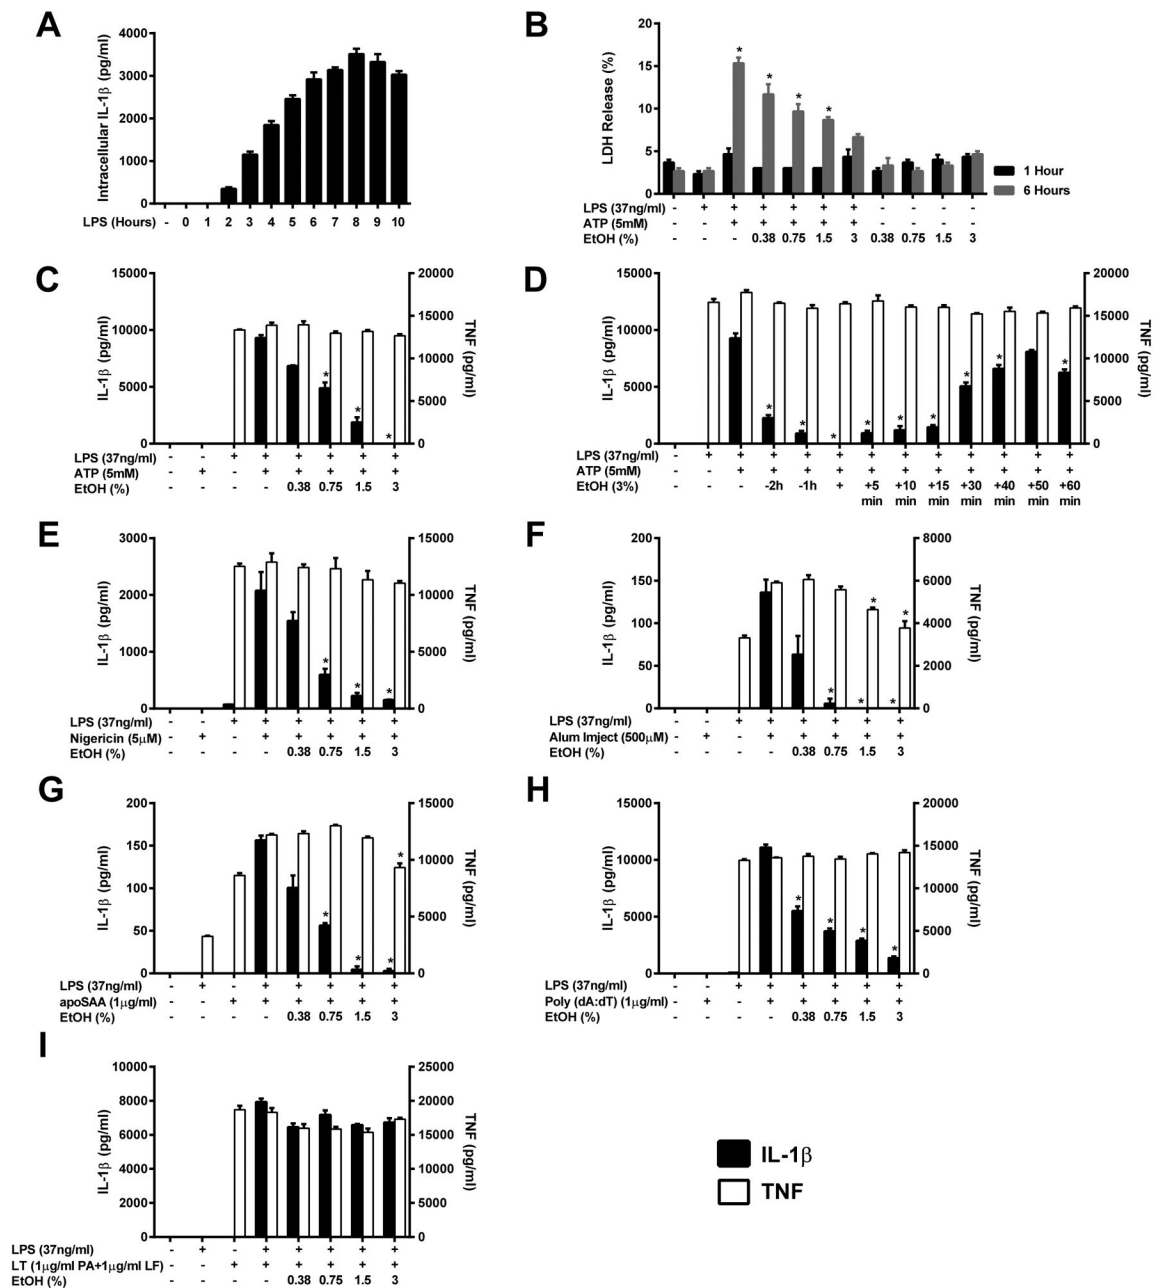 A
Intracellular IL-1β (pg/ml)
4000
3000
2000
1000
0
LPS (Hours) - 0 1 2 3 4 5 6 7 8 9 10
B
LDH Release (%)
20
15
10
5
0
* * * *
1 Hour
6 Hours
LPS (37ng/ml) - + + + + + + - - - -
ATP (5mM) - - + + + + + - - - -
EtOH (%) - - - 0.38 0.75 1.5 3 0.38 0.75 1.5 3
C
IL-1β (pg/ml)
15000
10000
5000
0
TNF (pg/ml)
20000
15000
10000
5000
0
* * *
LPS (37ng/ml) - - + + + + + +
ATP (5mM) - + - + + + + +
EtOH (%) - - - - 0.38 0.75 1.5 3
D
IL-1β (pg/ml)
15000
10000
5000
0
TNF (pg/ml)
20000
15000
10000
5000
0
* * * * * * * * *
LPS (37ng/ml) - + + + + + + + + + + + +
ATP (5mM) - - + + + + + + + + + + +
EtOH (3%) - - - -2h -1h + +5 +10 +15 +30 +40 +50 +60
min min min min min min min
E
IL-1β (pg/ml)
3000
2000
1000
0
TNF (pg/ml)
15000
10000
5000
0
* * *
LPS (37ng/ml) - - + + + + + +
Nigericin (5μM) - + - + + + + +
EtOH (%) - - - - 0.38 0.75 1.5 3
F
IL-1β (pg/ml)
200
150
100
50
0
TNF (pg/ml)
8000
6000
4000
2000
0
* * * * *
LPS (37ng/ml) - - + + + + + +
Alum Imject (500μM) - + - + + + + +
EtOH (%) - - - - 0.38 0.75 1.5 3
G
IL-1β (pg/ml)
200
150
100
50
0
TNF (pg/ml)
15000
10000
5000
0
* * * *
LPS (37ng/ml) - + - + + + + +
apoSAA (1μg/ml) - - + + + + + +
EtOH (%) - - - - 0.38 0.75 1.5 3
H
IL-1β (pg/ml)
15000
10000
5000
0
TNF (pg/ml)
20000
15000
10000
5000
0
* * * *
LPS (37ng/ml) - - + + + + + +
Poly (dA:dT) (1μg/ml) - + - + + + + +
EtOH (%) - - - - 0.38 0.75 1.5 3
I
IL-1β (pg/ml)
10000
8000
6000
4000
2000
0
TNF (pg/ml)
25000
20000
15000
10000
5000
0
LPS (37ng/ml) - + - + + + + +
LT (1μg/ml PA+1μg/ml LF) - - + + + + + +
EtOH (%) - - - - 0.38 0.75 1.5 3
IL-1β
TNF